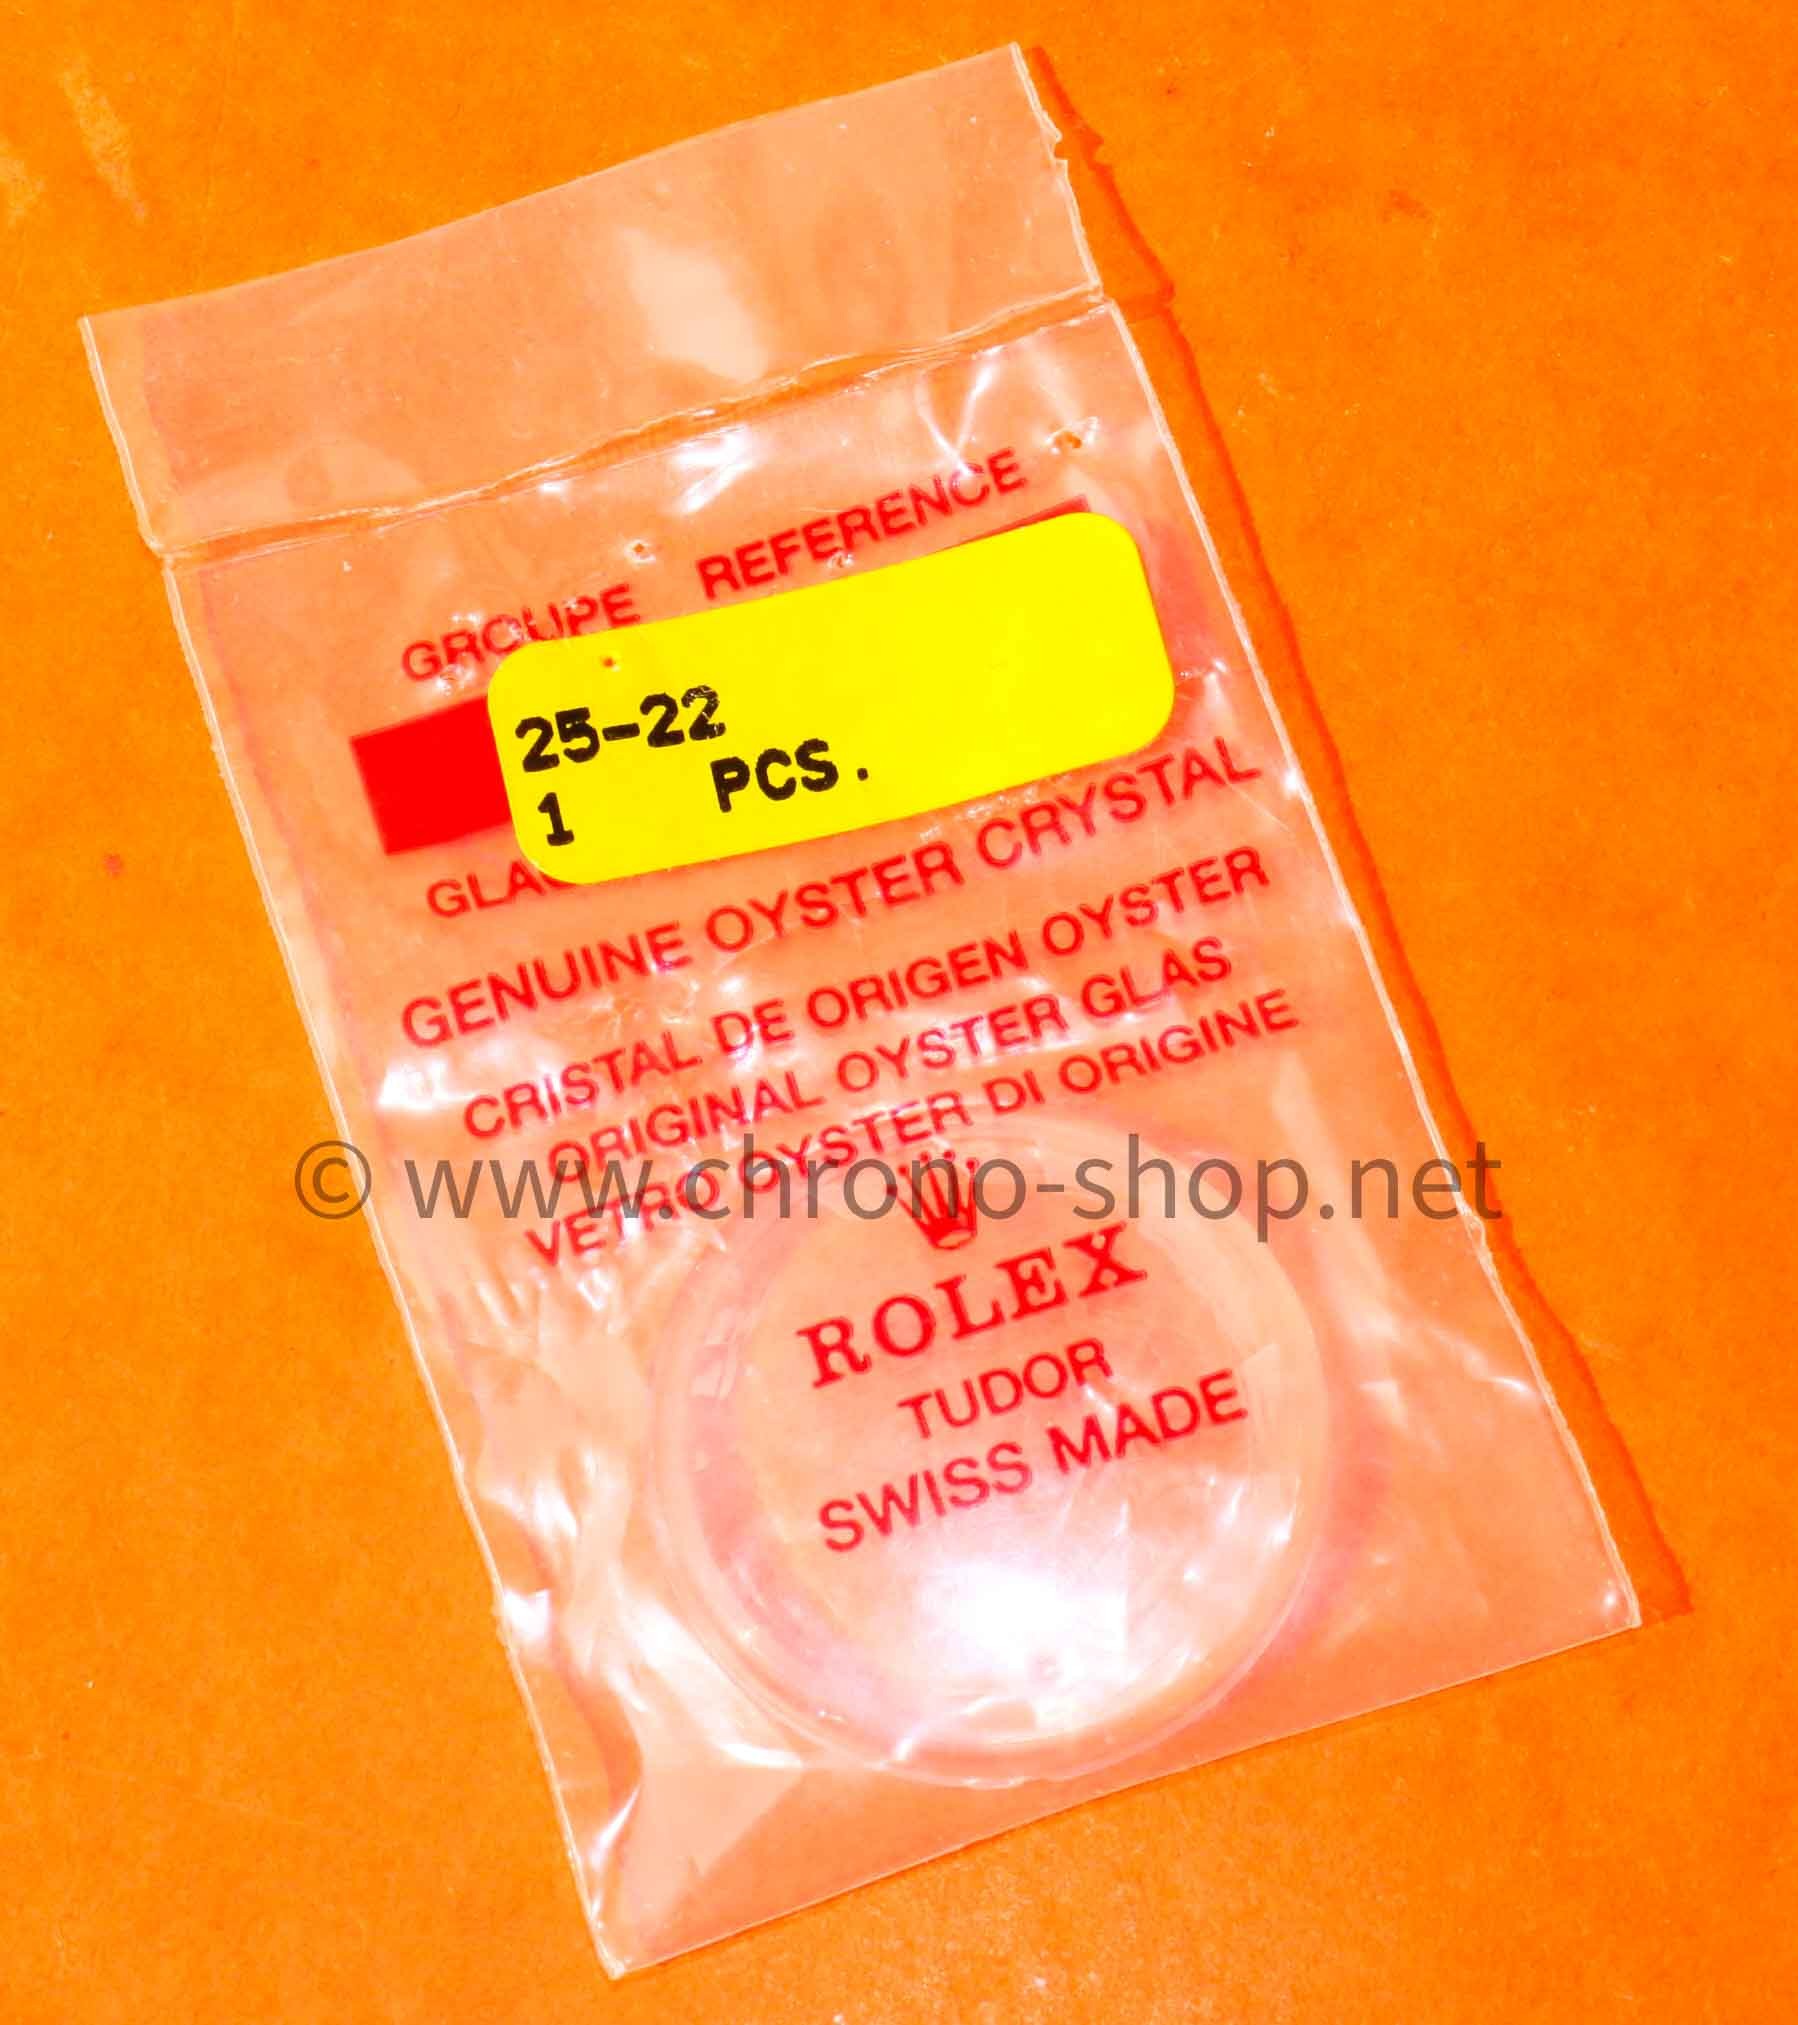 GROUPE REFERENCE
25-22
1 PCS.
GENUINE OYSTER CRYSTAL
CRISTAL DE ORIGEN OYSTER
ORIGINAL OYSTER GLAS
VETRO OYSTER DI ORIGINE
© www.chrono-shop.net
ROLEX
TUDOR
SWISS MADE